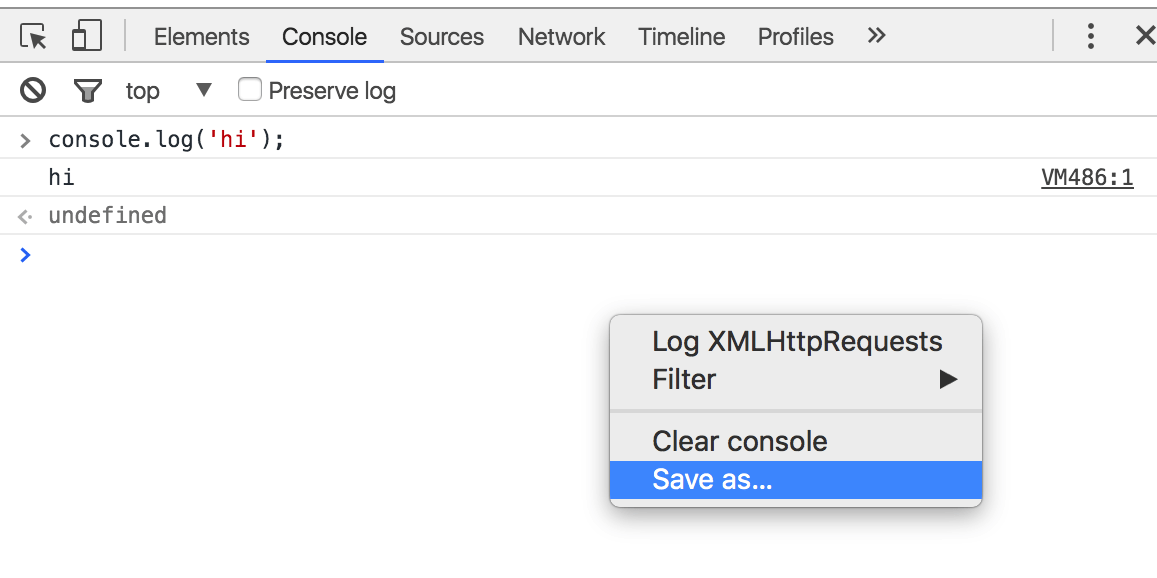 Elements Console Sources Network Timeline Profiles »
top ▼ Preserve log
> console.log('hi');
hi VM486:1
undefined
>
Log XMLHttpRequests
Filter ▶
Clear console
Save as...